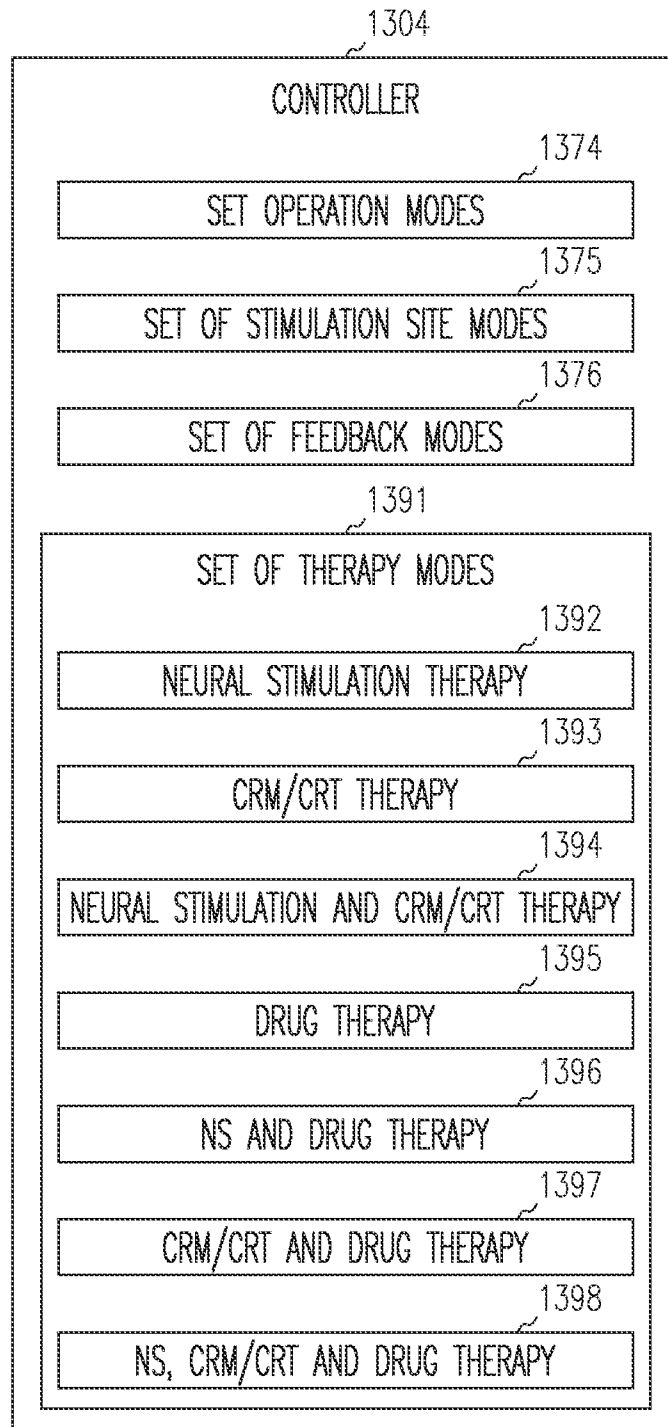 1304
CONTROLLER
1374
SET OPERATION MODES
1375
SET OF STIMULATION SITE MODES
1376
SET OF FEEDBACK MODES
1391
SET OF THERAPY MODES
1392
NEURAL STIMULATION THERAPY
1393
CRM/CRT THERAPY
1394
NEURAL STIMULATION AND CRM/CRT THERAPY
1395
DRUG THERAPY
1396
NS AND DRUG THERAPY
1397
CRM/CRT AND DRUG THERAPY
1398
NS, CRM/CRT AND DRUG THERAPY